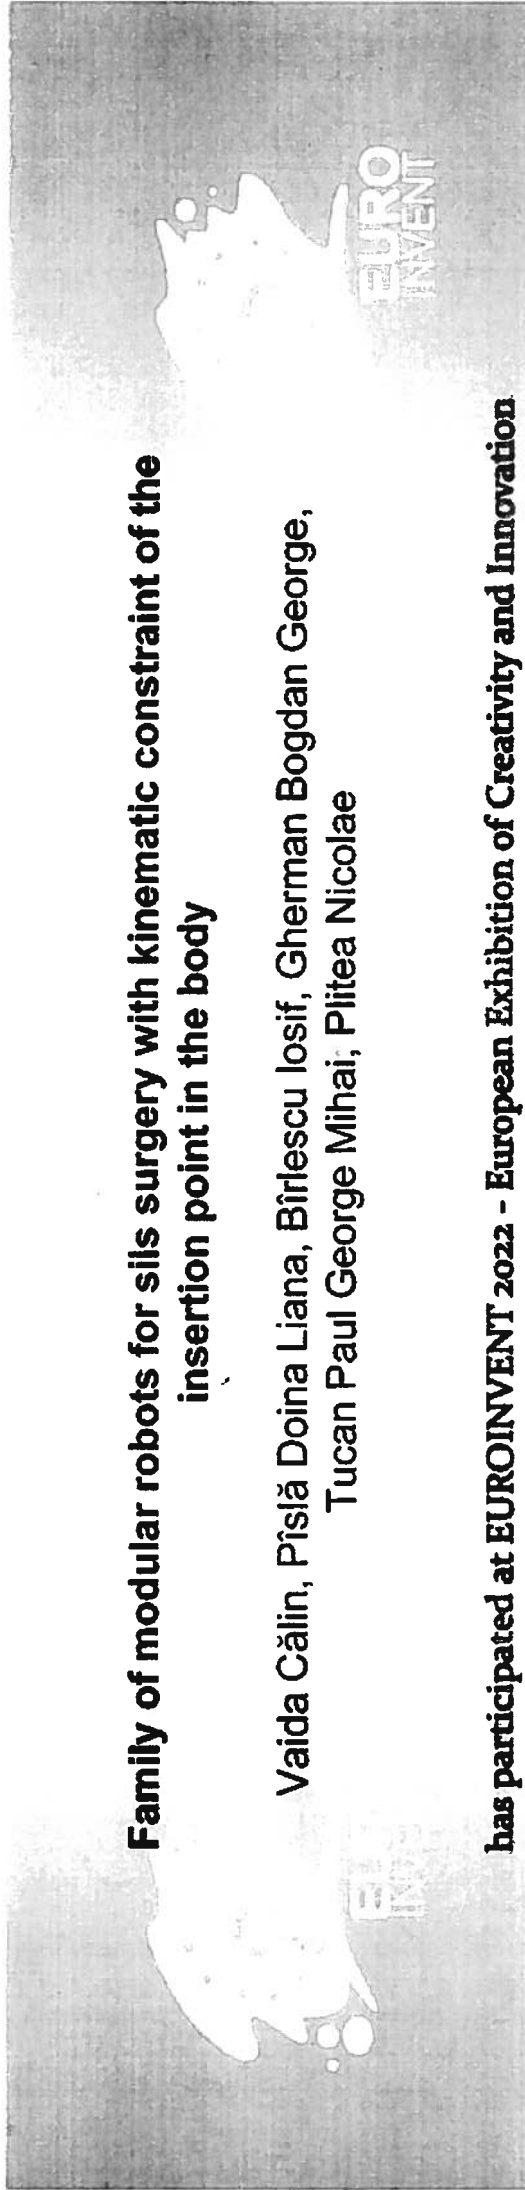 Family of modular robots for sils surgery with kinematic constraint of the
insertion point in the body
Vaida Călin, Pîslă Doina Liana, Bîrlescu Iosif, Gherman Bogdan George,
Tucan Paul George Mihai, Plitea Nicolae
has participated at EUROINVENT 2022 - European Exhibition of Creativity and Innovation
EURO
INVENT